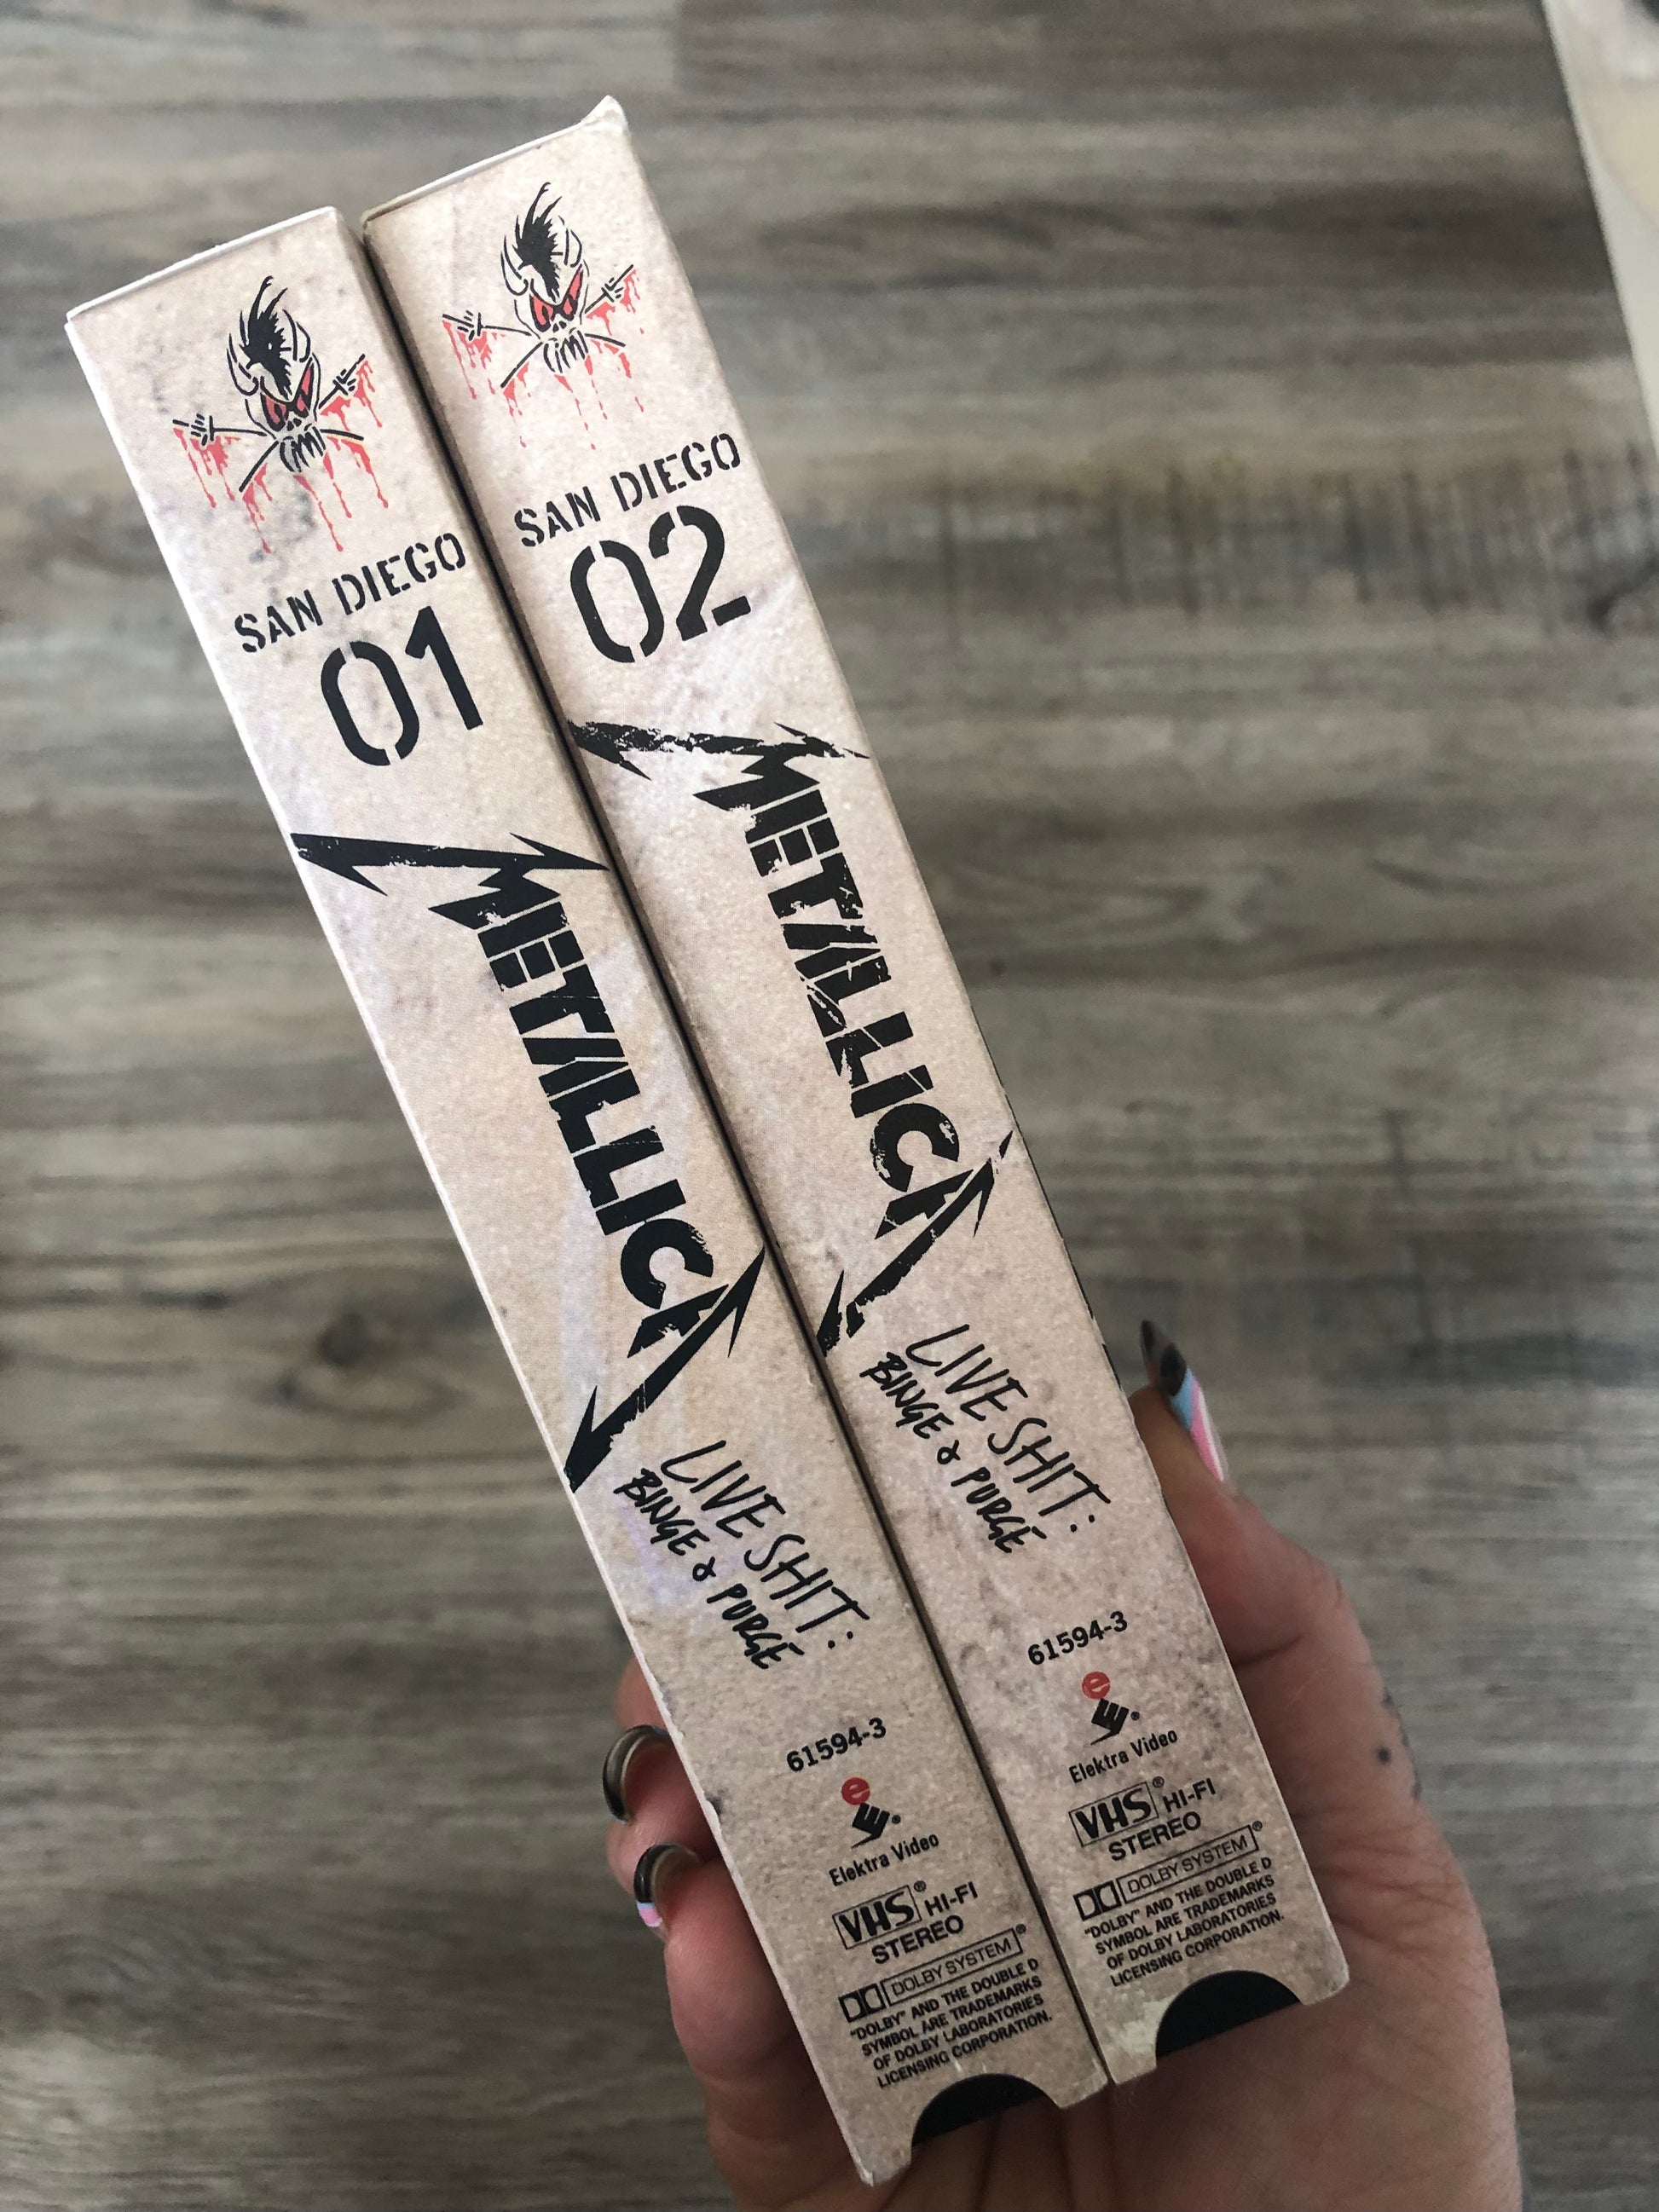 SAN DIEGO
01
METALLICA
LIVE SHIT:
BINGE & PURGE
61594-3
e
E®
Elektra Video
VHS® HI-FI
STEREO
DOLBY SYSTEM®
"DOLBY" AND THE DOUBLE D
SYMBOL ARE TRADEMARKS
OF DOLBY LABORATORIES
LICENSING CORPORATION.
SAN DIEGO
02
METALLICA
LIVE SHIT:
BINGE & PURGE
61594-3
e
E®
Elektra Video
VHS® HI-FI
STEREO
DOLBY SYSTEM®
"DOLBY" AND THE DOUBLE D
SYMBOL ARE TRADEMARKS
OF DOLBY LABORATORIES
LICENSING CORPORATION.